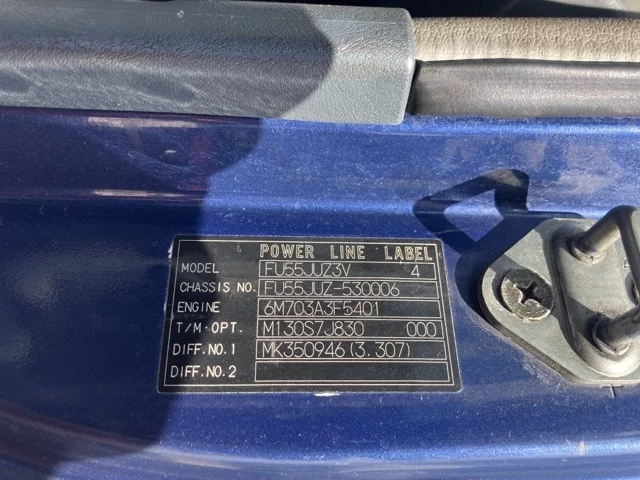 POWER LINE LABEL
MODEL FU55JUZ3V 4
CHASSIS NO. FU55JUZ-530006
ENGINE 6M703A3F5401
T/M·OPT. M130S7J830 000
DIFF.NO.1 MK350946(3.307)
DIFF.NO.2